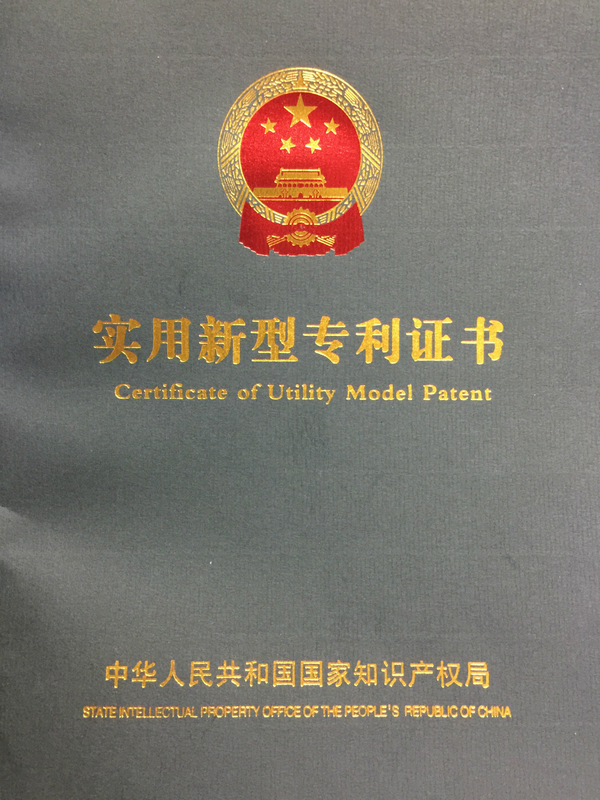 实用新型专利证书
Certificate of Utility Model Patent
中华人民共和国国家知识产权局
STATE INTELLECTUAL PROPERTY OFFICE OF THE PEOPLE'S REPUBLIC OF CHINA